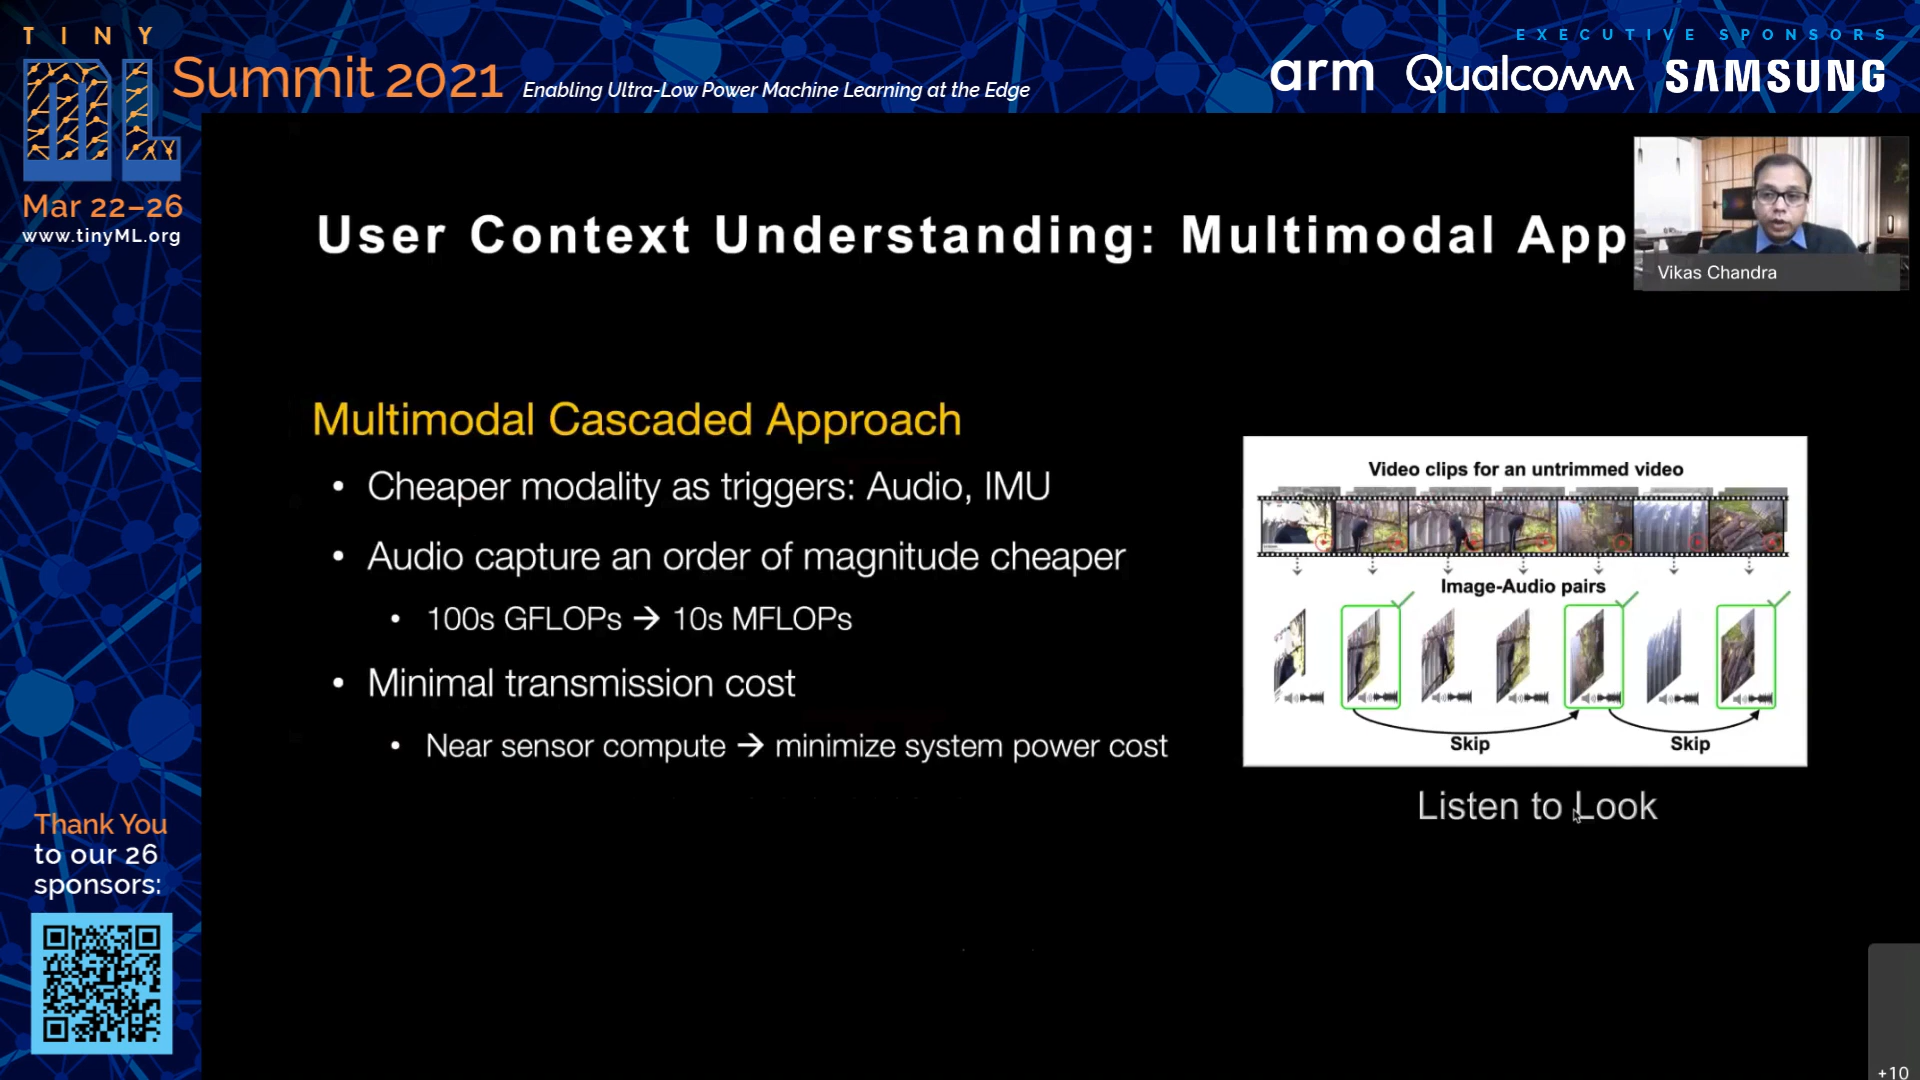 TINY
ML
Summit 2021
Enabling Ultra-Low Power Machine Learning at the Edge
EXECUTIVE SPONSORS
arm Qualcomm SAMSUNG
Mar 22–26
www.tinyML.org
User Context Understanding: Multimodal App
Vikas Chandra
Multimodal Cascaded Approach
• Cheaper modality as triggers: Audio, IMU
• Audio capture an order of magnitude cheaper
• 100s GFLOPs → 10s MFLOPs
• Minimal transmission cost
• Near sensor compute → minimize system power cost
Video clips for an untrimmed video
Image-Audio pairs
Skip
Skip
Listen to Look
Thank You
to our 26
sponsors:
+10